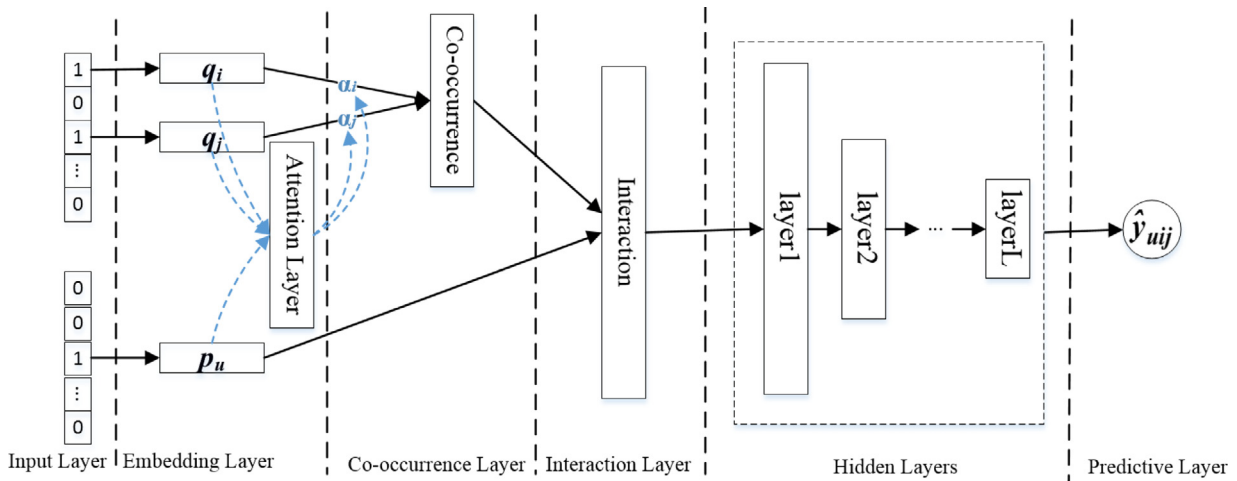 1
0
1
⋮
0
0
0
1
⋮
0
q_i
q_j
p_u
Attention Layer
α_i
α_j
Co-occurrence
Interaction
layer1
layer2
...
layerL
ŷ_uij
Input Layer
Embedding Layer
Co-occurrence Layer
Interaction Layer
Hidden Layers
Predictive Layer